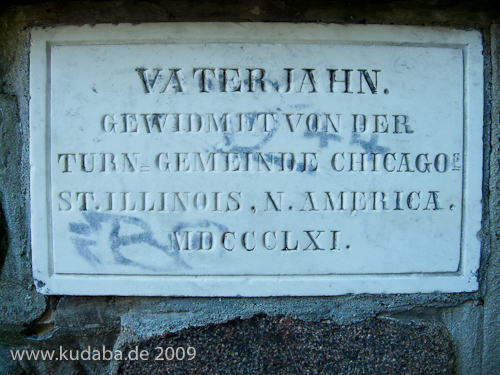 VATER JAHN.
GEWIDMET VON DER
TURN=GEMEINDE CHICAGO
ST. ILLINOIS, N. AMERICA.
MDCCCLXI.
www.kudaba.de 2009